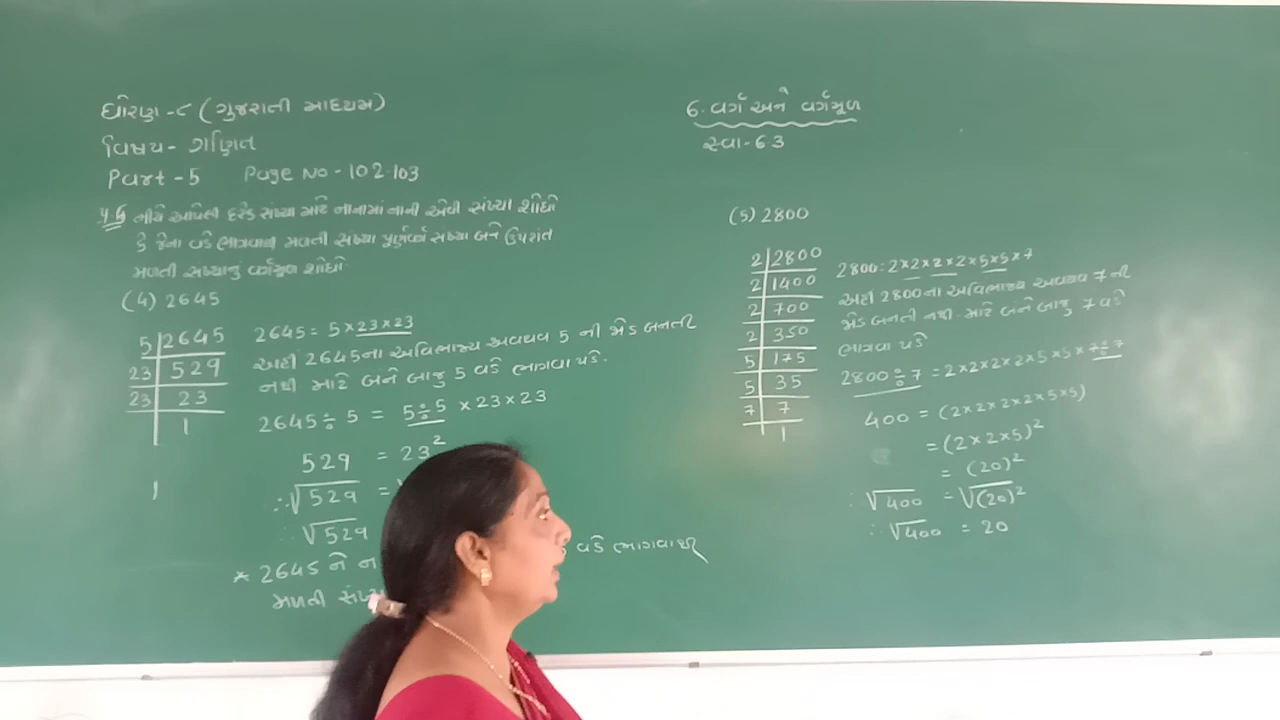 ધોરણ -૮ (ગુજરાતી માધ્યમ)
વિષય - ગણિત
Part -5 Page No - 102-103
નીચે આપેલી દરેક સંખ્યા માટે નાનામાં નાની એવી સંખ્યા શોધો
કે જેના વડે ભાગવાથી મળતી સંખ્યા પૂર્ણવર્ગ સંખ્યા બને ઉપરાંત
મળતી સંખ્યાનું વર્ગમૂળ શોધો
(4) 2645
5 | 2645
23 | 529
23 | 23
1
1
2645 = 5 × 23 × 23
અહીં 2645ના અવિભાજ્ય અવયવ 5 ની જોડ બનતી
નથી માટે બંને બાજુ 5 વડે ભાગવા પડે.
2645 ÷ 5 = 5 ÷ 5 × 23 × 23
529 = 23²
∴ √529 =
∴ √529
* 2645 ને વડે ભાગવાથી
મળતી
6. વર્ગ અને વર્ગમૂળ
સ્વા - 63
(5) 2800
2 | 2800
2 | 1400
2 | 700
2 | 350
5 | 175
5 | 35
7 | 7
1
2800 = 2×2×2×2×5×5×7
અહીં 2800ના અવિભાજ્ય અવયવ 7 ની
જોડ બનતી નથી. માટે બંને બાજુ 7 વડે
ભાગવા પડે
2800 ÷ 7 = 2×2×2×2×5×5×7÷7
400 = (2×2×2×2×5×5)
= (2×2×5)²
= (20)²
∴ √400 = √(20)²
∴ √400 = 20